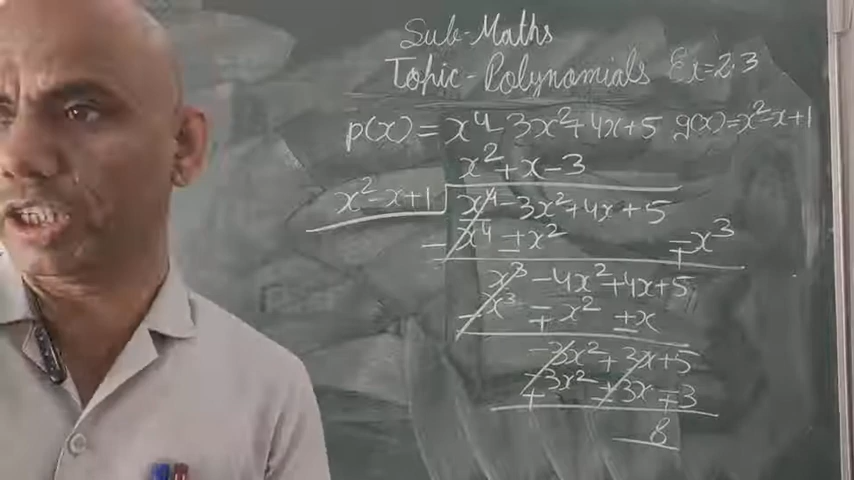 Sub-Maths
Topic-Polynomials Ex=2.3
p(x)=x⁴-3x²+4x+5 g(x)=x²-x+1
x²+x-3
x²-x+1 x⁴-3x²+4x+5
-x⁴±x² ∓x³
x³-4x²+4x+5
-x³∓x²±x
-3x²+3x+5
∓3x²±3x∓3
8